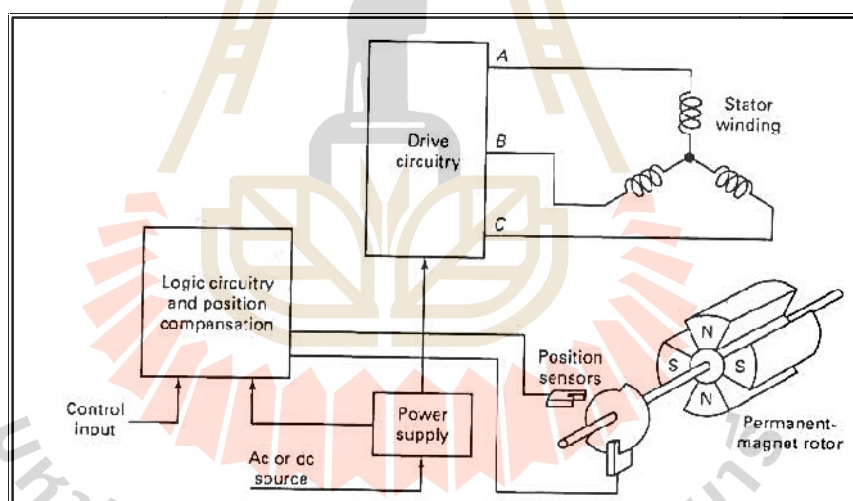 A
Stator
winding
Drive
circuitry
B
C
Logic circuitry
and position
compensation
Position
sensors
N
S
S
N
Control
input
Power
supply
Permanent-
magnet rotor
Ac or dc
source